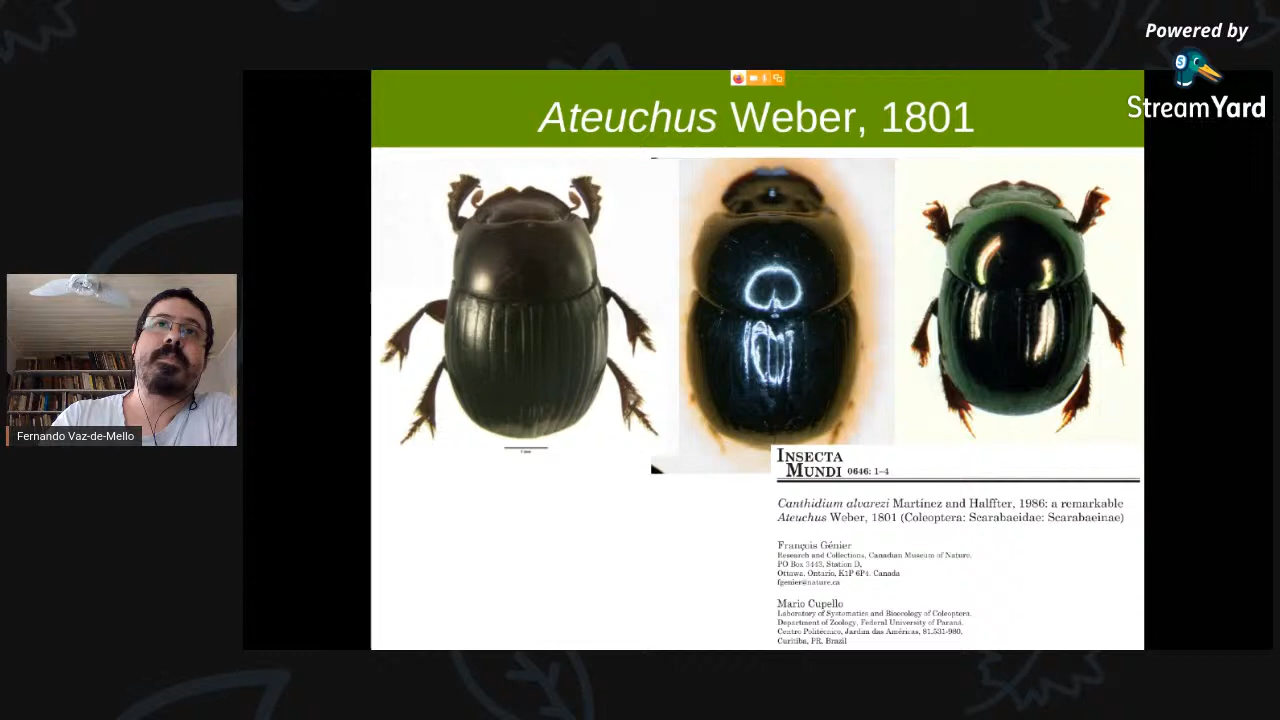 Powered by
StreamYard
Ateuchus Weber, 1801
Fernando Vaz-de-Mello
INSECTA
MUNDI 0646: 1–4
Canthidium alvarezi Martínez and Halffter, 1986: a remarkable
Ateuchus Weber, 1801 (Coleoptera: Scarabaeidae: Scarabaeinae)
François Génier
Research and Collections, Canadian Museum of Nature.
PO Box 3443, Station D,
Ottawa, Ontario, K1P 6P4, Canada
fgenier@nature.ca
Mario Cupello
Laboratory of Systematics and Bioecology of Coleoptera.
Department of Zoology, Federal University of Paraná.
Centro Politécnico, Jardim das Américas, 81.531-980,
Curitiba, PR, Brazil